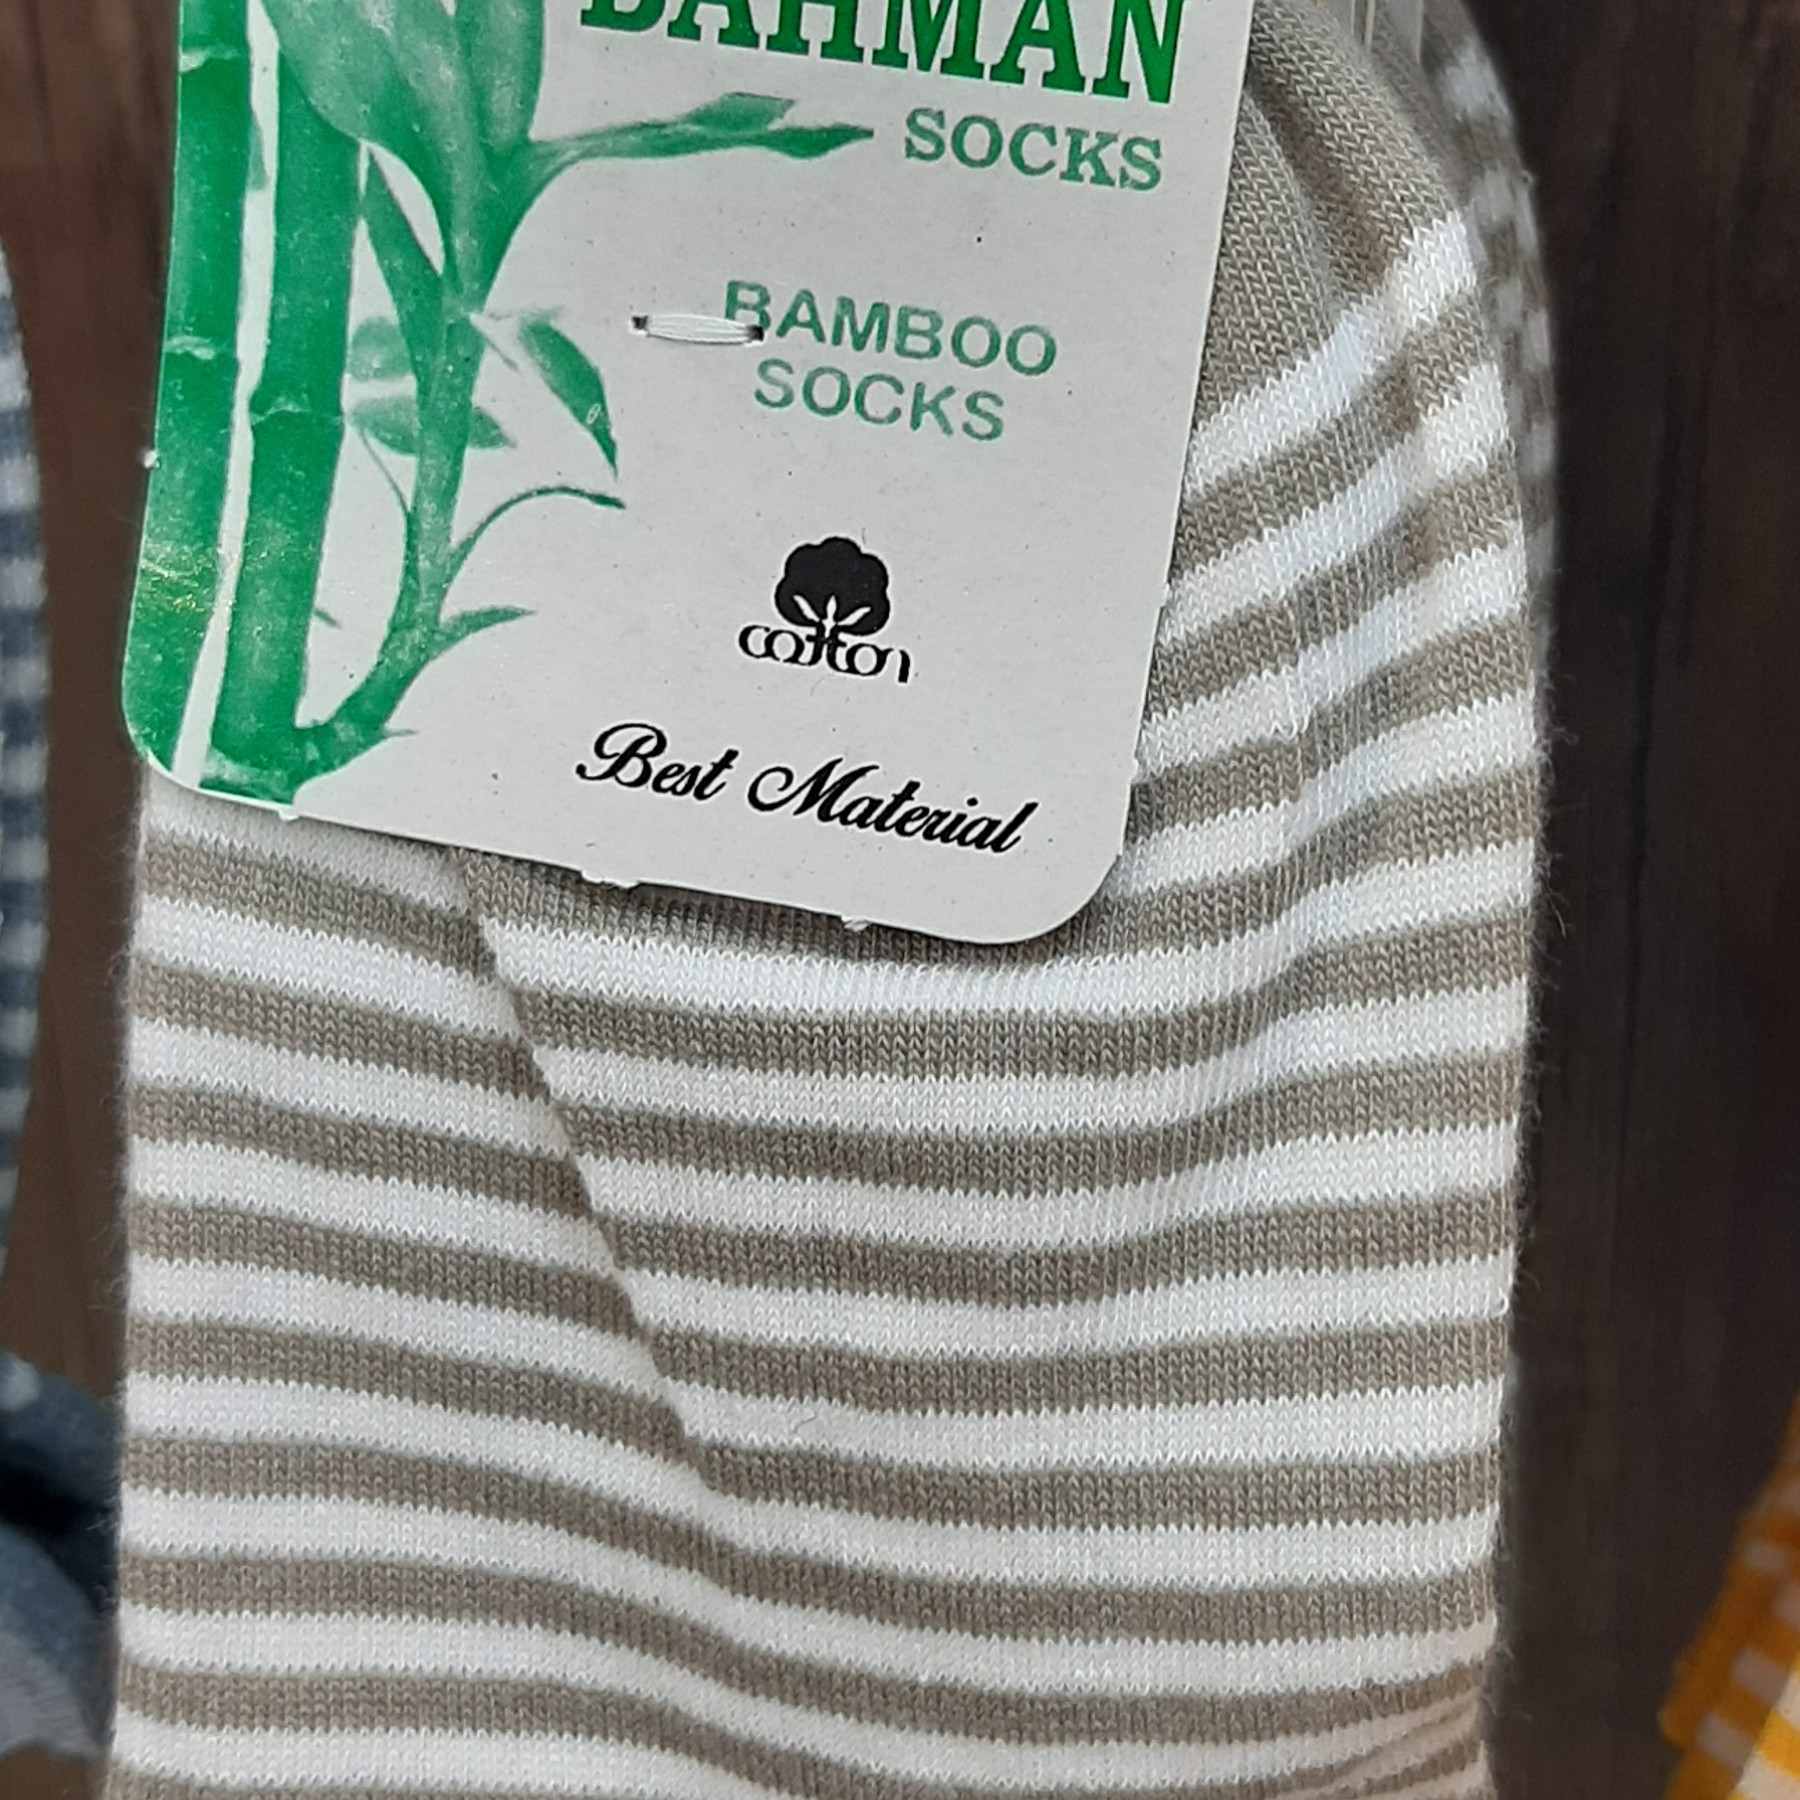 BAHMAN
SOCKS
BAMBOO
SOCKS
cotton
Best Material